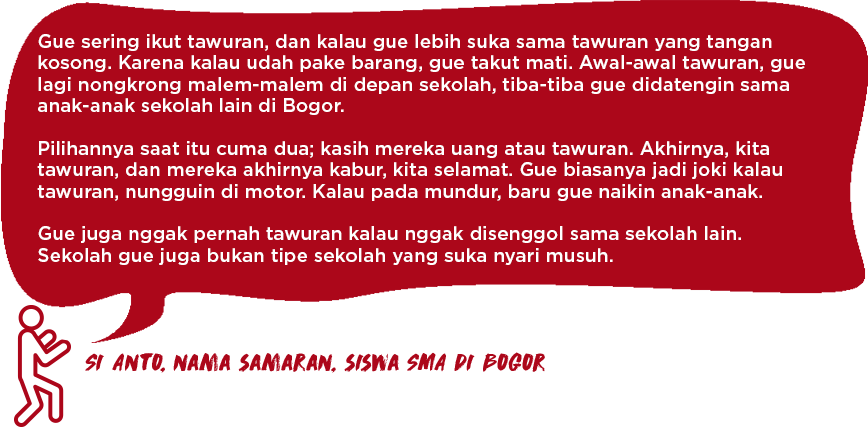 Gue sering ikut tawuran, dan kalau gue lebih suka sama tawuran yang tangan
kosong. Karena kalau udah pake barang, gue takut mati. Awal-awal tawuran, gue
lagi nongkrong malem-malem di depan sekolah, tiba-tiba gue didatengin sama
anak-anak sekolah lain di Bogor.
Pilihannya saat itu cuma dua; kasih mereka uang atau tawuran. Akhirnya, kita
tawuran, dan mereka akhirnya kabur, kita selamat. Gue biasanya jadi joki kalau
tawuran, nungguin di motor. Kalau pada mundur, baru gue naikin anak-anak.
Gue juga nggak pernah tawuran kalau nggak disenggol sama sekolah lain.
Sekolah gue juga bukan tipe sekolah yang suka nyari musuh.
SI ANTO, NAMA SAMARAN, SISWA SMA DI BOGOR